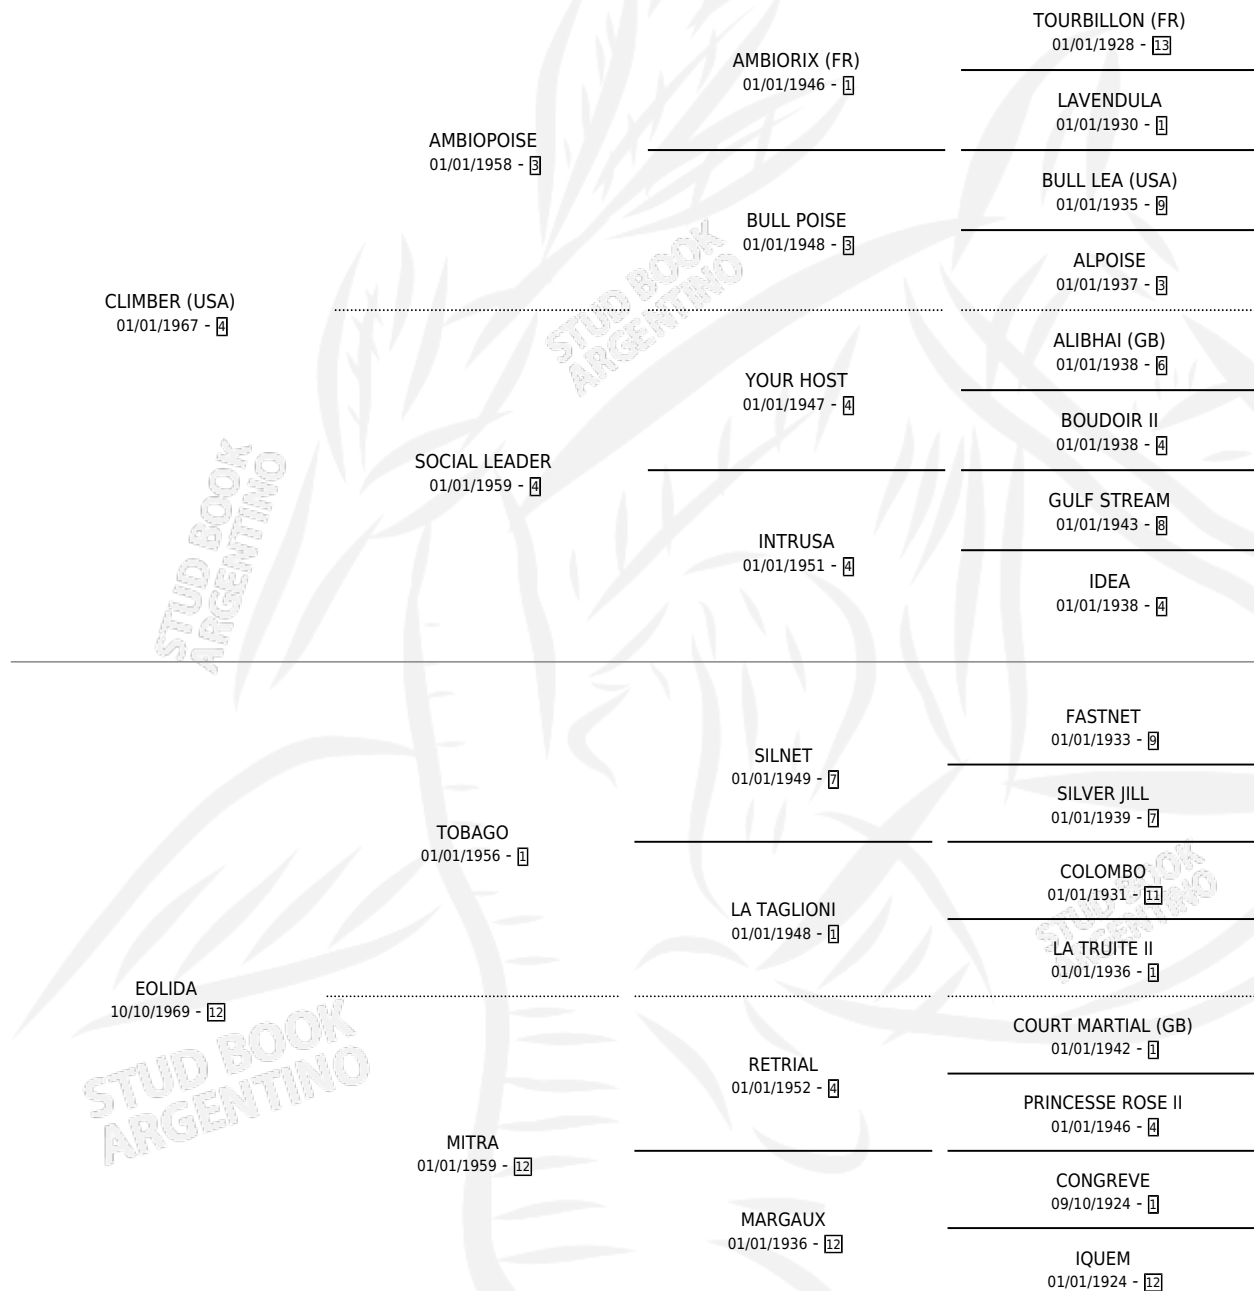 TOURBILLON (FR)
01/01/1928 - 13
AMBIORIX (FR)
01/01/1946 - 1
LAVENDULA
01/01/1930 - 1
AMBIOPOISE
01/01/1958 - 3
BULL LEA (USA)
01/01/1935 - 9
BULL POISE
01/01/1948 - 3
ALPOISE
01/01/1937 - 3
CLIMBER (USA)
01/01/1967 - 4
STUD BOOK
ARGENTINO
ALIBHAI (GB)
01/01/1938 - 6
YOUR HOST
01/01/1947 - 4
BOUDOIR II
01/01/1938 - 4
SOCIAL LEADER
01/01/1959 - 4
GULF STREAM
01/01/1943 - 8
INTRUSA
01/01/1951 - 4
IDEA
01/01/1938 - 4
STUD BOOK
ARGENTINO
FASTNET
01/01/1933 - 9
SILNET
01/01/1949 - 7
SILVER JILL
01/01/1939 - 7
TOBAGO
01/01/1956 - 1
COLOMBO
01/01/1931 - 11
LA TAGLIONI
01/01/1948 - 1
STUD BOOK
ARGENTINO
LA TRUITE II
01/01/1936 - 1
EOLIDA
10/10/1969 - 12
STUD BOOK
ARGENTINO
COURT MARTIAL (GB)
01/01/1942 - 1
RETRIAL
01/01/1952 - 4
PRINCESSE ROSE II
01/01/1946 - 4
MITRA
01/01/1959 - 12
CONGREVE
09/10/1924 - 1
MARGAUX
01/01/1936 - 12
IQUEM
01/01/1924 - 12